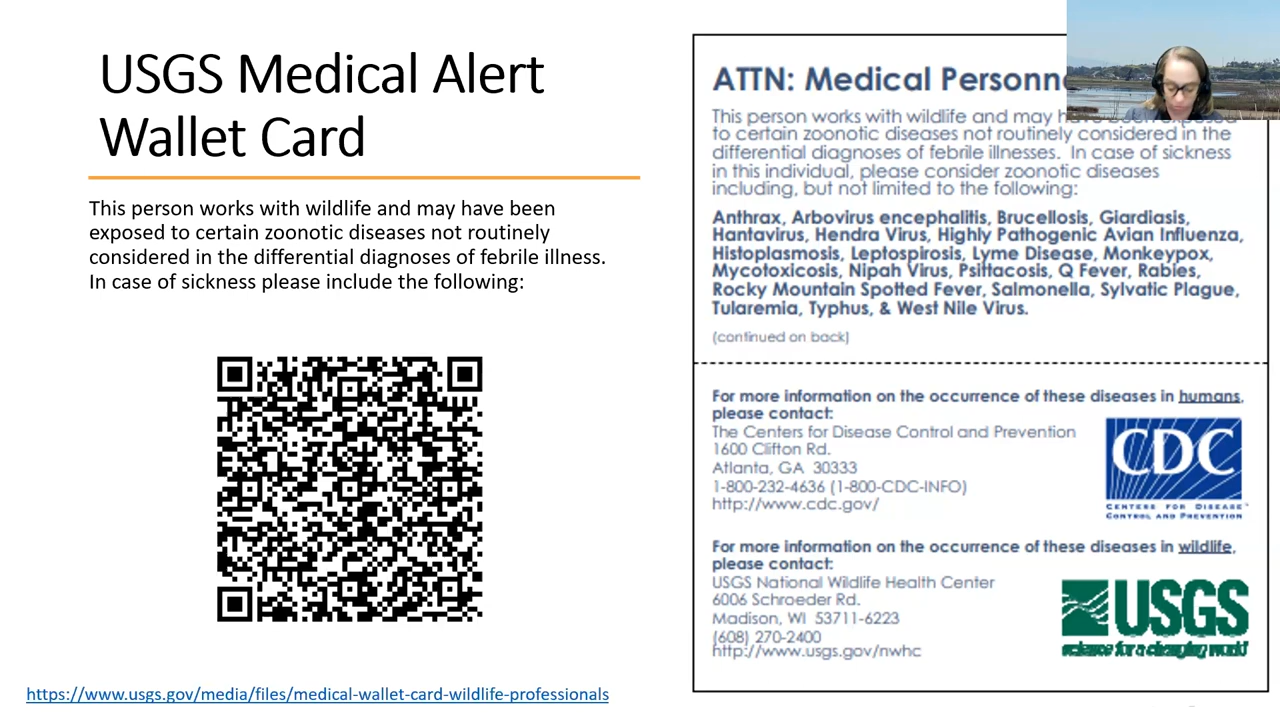 USGS Medical Alert
Wallet Card
This person works with wildlife and may have been
exposed to certain zoonotic diseases not routinely
considered in the differential diagnoses of febrile illness.
In case of sickness please include the following:
https://www.usgs.gov/media/files/medical-wallet-card-wildlife-professionals
ATTN: Medical
This person works with wildlife and may have been exposed
to certain zoonotic diseases not routinely considered in the
differential diagnoses of febrile illnesses. In case of sickness
in this individual, please consider zoonotic diseases
including, but not limited to the following:
Anthrax, Arbovirus encephalitis, Brucellosis, Giardiasis,
Hantavirus, Hendra Virus, Highly Pathogenic Avian Influenza,
Histoplasmosis, Leptospirosis, Lyme Disease, Monkeypox,
Mycotoxicosis, Nipah Virus, Psittacosis, Q Fever, Rabies,
Rocky Mountain Spotted Fever, Salmonella, Sylvatic Plague,
Tularemia, Typhus, & West Nile Virus.
(continued on back)
For more information on the occurrence of these diseases in humans,
please contact:
The Centers for Disease Control and Prevention
1600 Clifton Rd.
Atlanta, GA 30333
1-800-232-4636 (1-800-CDC-INFO)
http://www.cdc.gov/
CDC
CENTERS FOR DISEASE
CONTROL AND PREVENTION
For more information on the occurrence of these diseases in wildlife,
please contact:
USGS National Wildlife Health Center
6006 Schroeder Rd.
Madison, WI 53711-6223
(608) 270-2400
http://www.usgs.gov/nwhc
USGS
science for a changing world